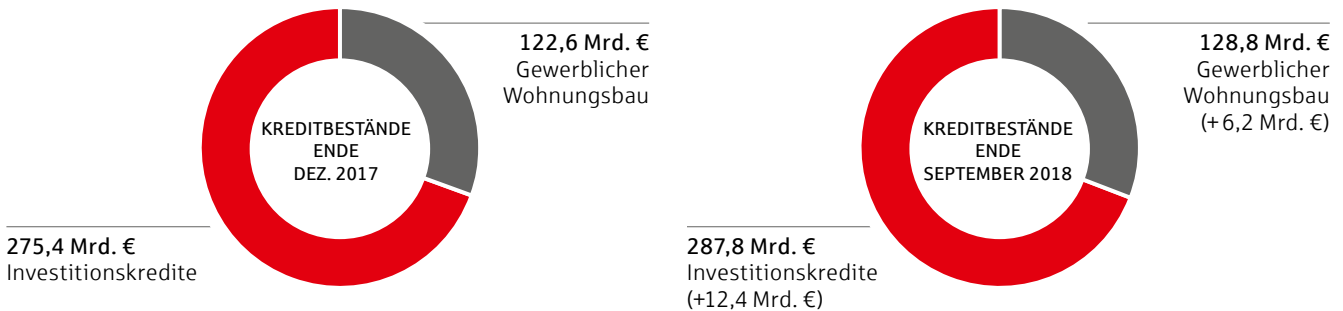 122,6 Mrd. €
Gewerblicher
Wohnungsbau
KREDITBESTÄNDE
ENDE
DEZ. 2017
275,4 Mrd. €
Investitionskredite
128,8 Mrd. €
Gewerblicher
Wohnungsbau
(+ 6,2 Mrd. €)
KREDITBESTÄNDE
ENDE
SEPTEMBER 2018
287,8 Mrd. €
Investitionskredite
(+12,4 Mrd. €)